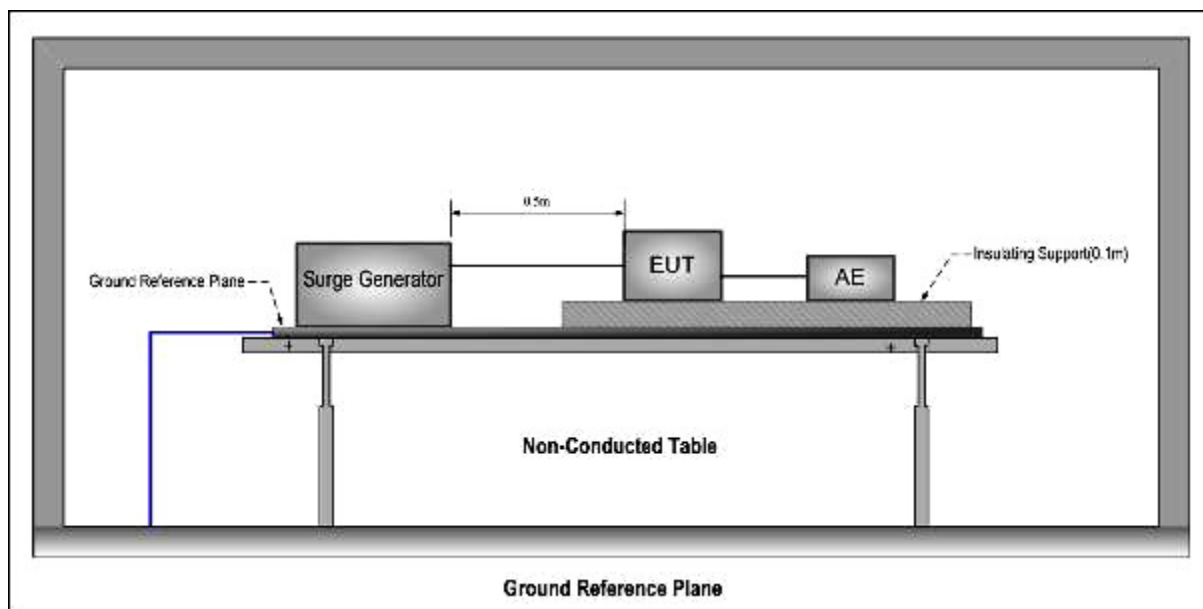 0.5m
Surge Generator
EUT
AE
Insulating Support(0.1m)
Ground Reference Plane
Non-Conducted Table
Ground Reference Plane